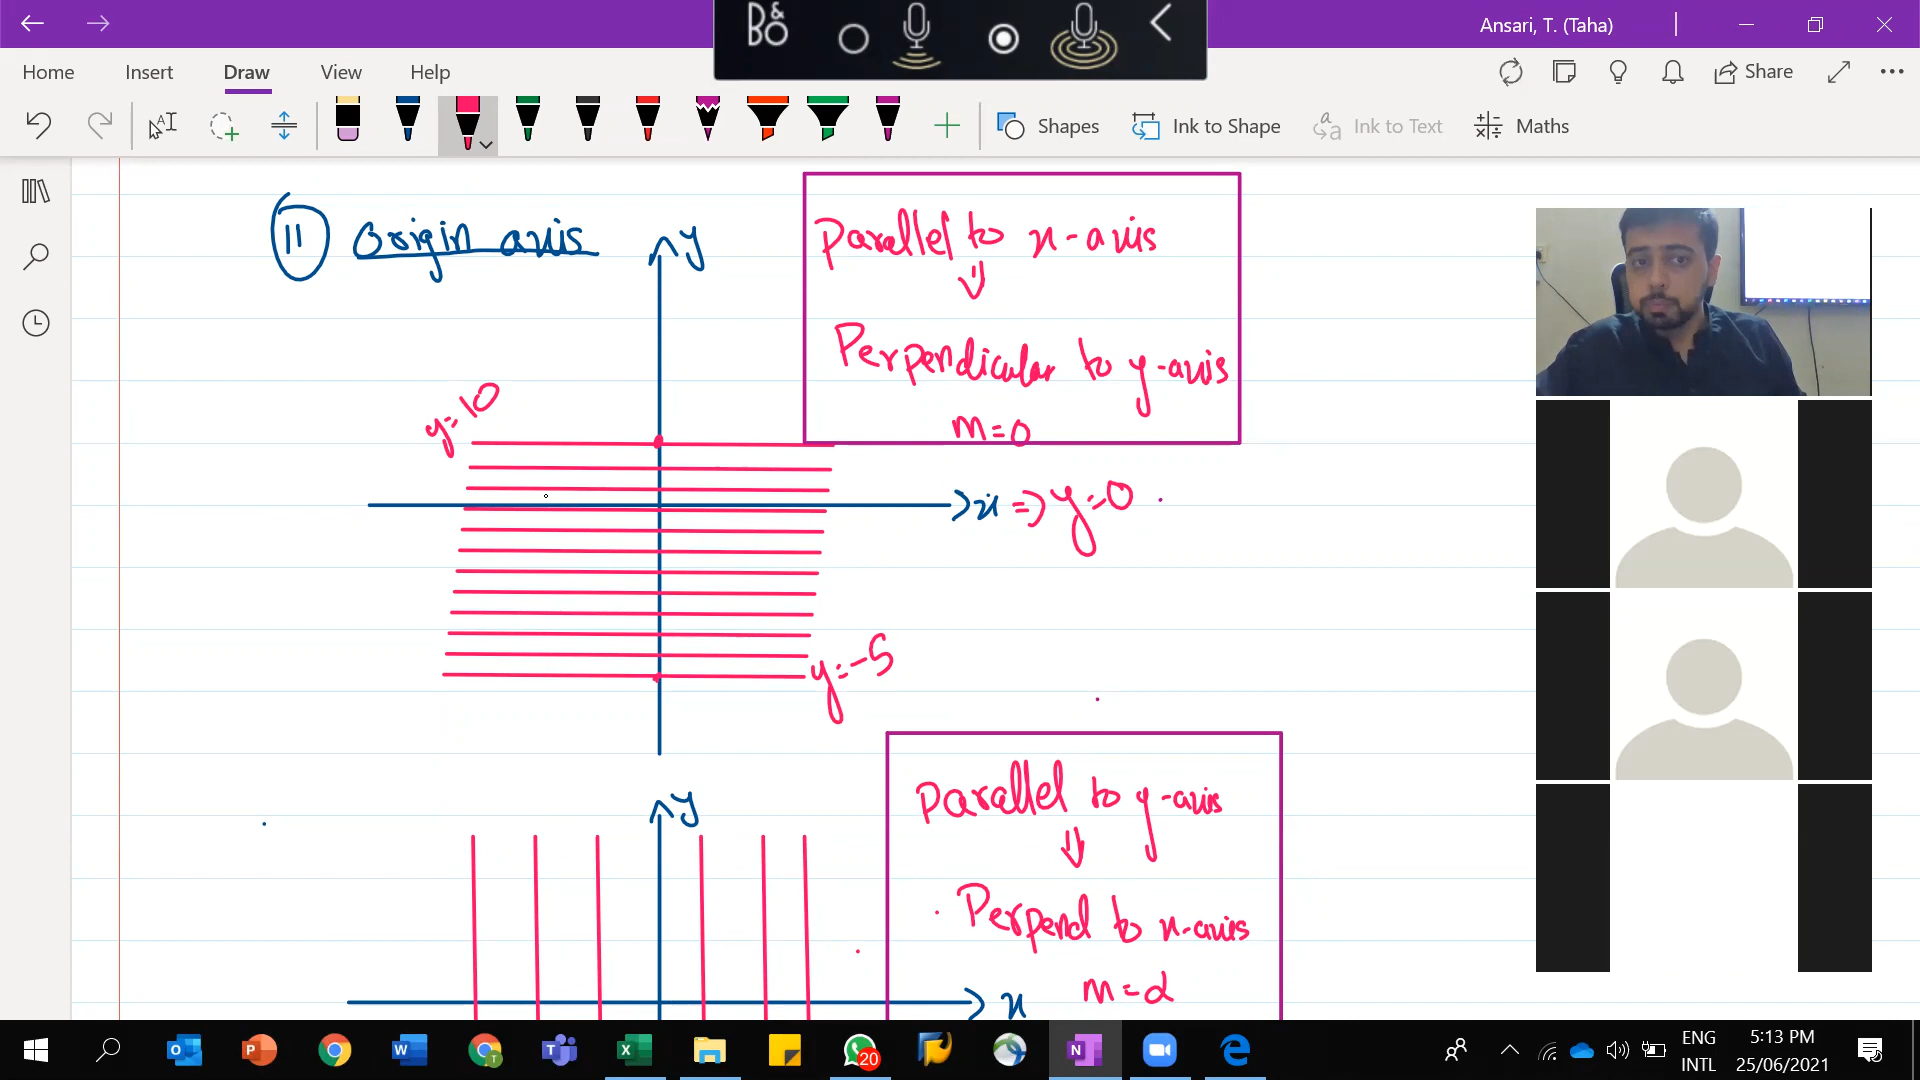 B&O
Ansari, T. (Taha)
Home Insert Draw View Help
Share
Shapes Ink to Shape Ink to Text Maths
11 Origin axis
y
Parallel to x-axis
⇓
Perpendicular to y-axis
m=0
y=10
x => y=0
y=-5
Parallel to y-axis
⇓
Perpend to x-axis
m=α
y
x
20
ENG
INTL
5:13 PM
25/06/2021